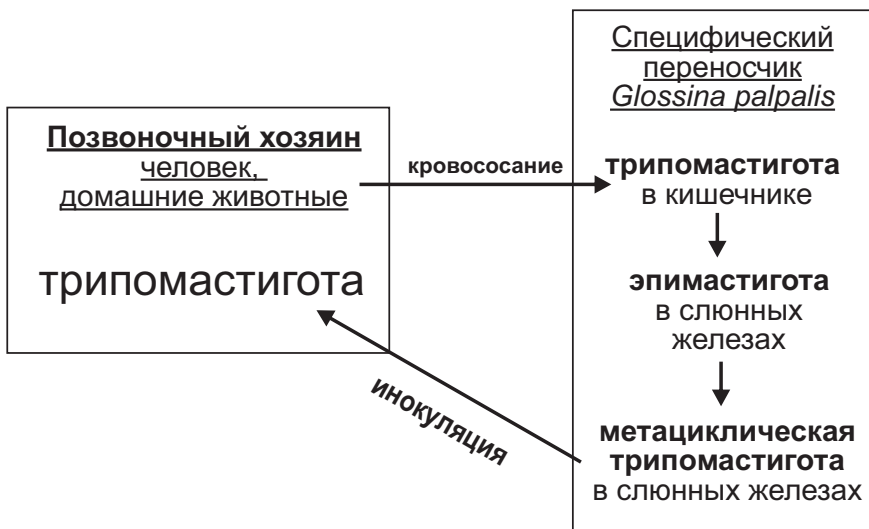 Позвоночный хозяин
человек,
домашние животные
трипомастигота
кровососание
Специфический
переносчик
Glossina palpalis
трипомастигота
в кишечнике
эпимастигота
в слюнных
железах
метациклическая
трипомастигота
в слюнных железах
инокуляция